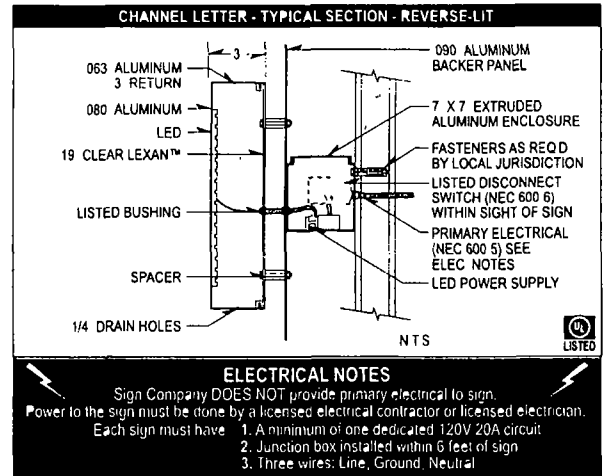 CHANNEL LETTER - TYPICAL SECTION - REVERSE-LIT
3
063 ALUMINUM
3 RETURN
080 ALUMINUM
LED
19 CLEAR LEXAN™
LISTED BUSHING
SPACER
1/4 DRAIN HOLES
090 ALUMINUM
BACKER PANEL
7 X 7 EXTRUDED
ALUMINUM ENCLOSURE
FASTENERS AS REQ D
BY LOCAL JURISDICTION
LISTED DISCONNECT
SWITCH (NEC 600 6)
WITHIN SIGHT OF SIGN
PRIMARY ELECTRICAL
(NEC 600 5) SEE
ELEC NOTES
LED POWER SUPPLY
NTS
UL
LISTED
ELECTRICAL NOTES
Sign Company DOES NOT provide primary electrical to sign.
Power to the sign must be done by a licensed electrical contractor or licensed electrician.
Each sign must have 1. A minimum of one dedicated 120V 20A circuit
2. Junction box installed within 6 feet of sign
3. Three wires: Line, Ground, Neutral